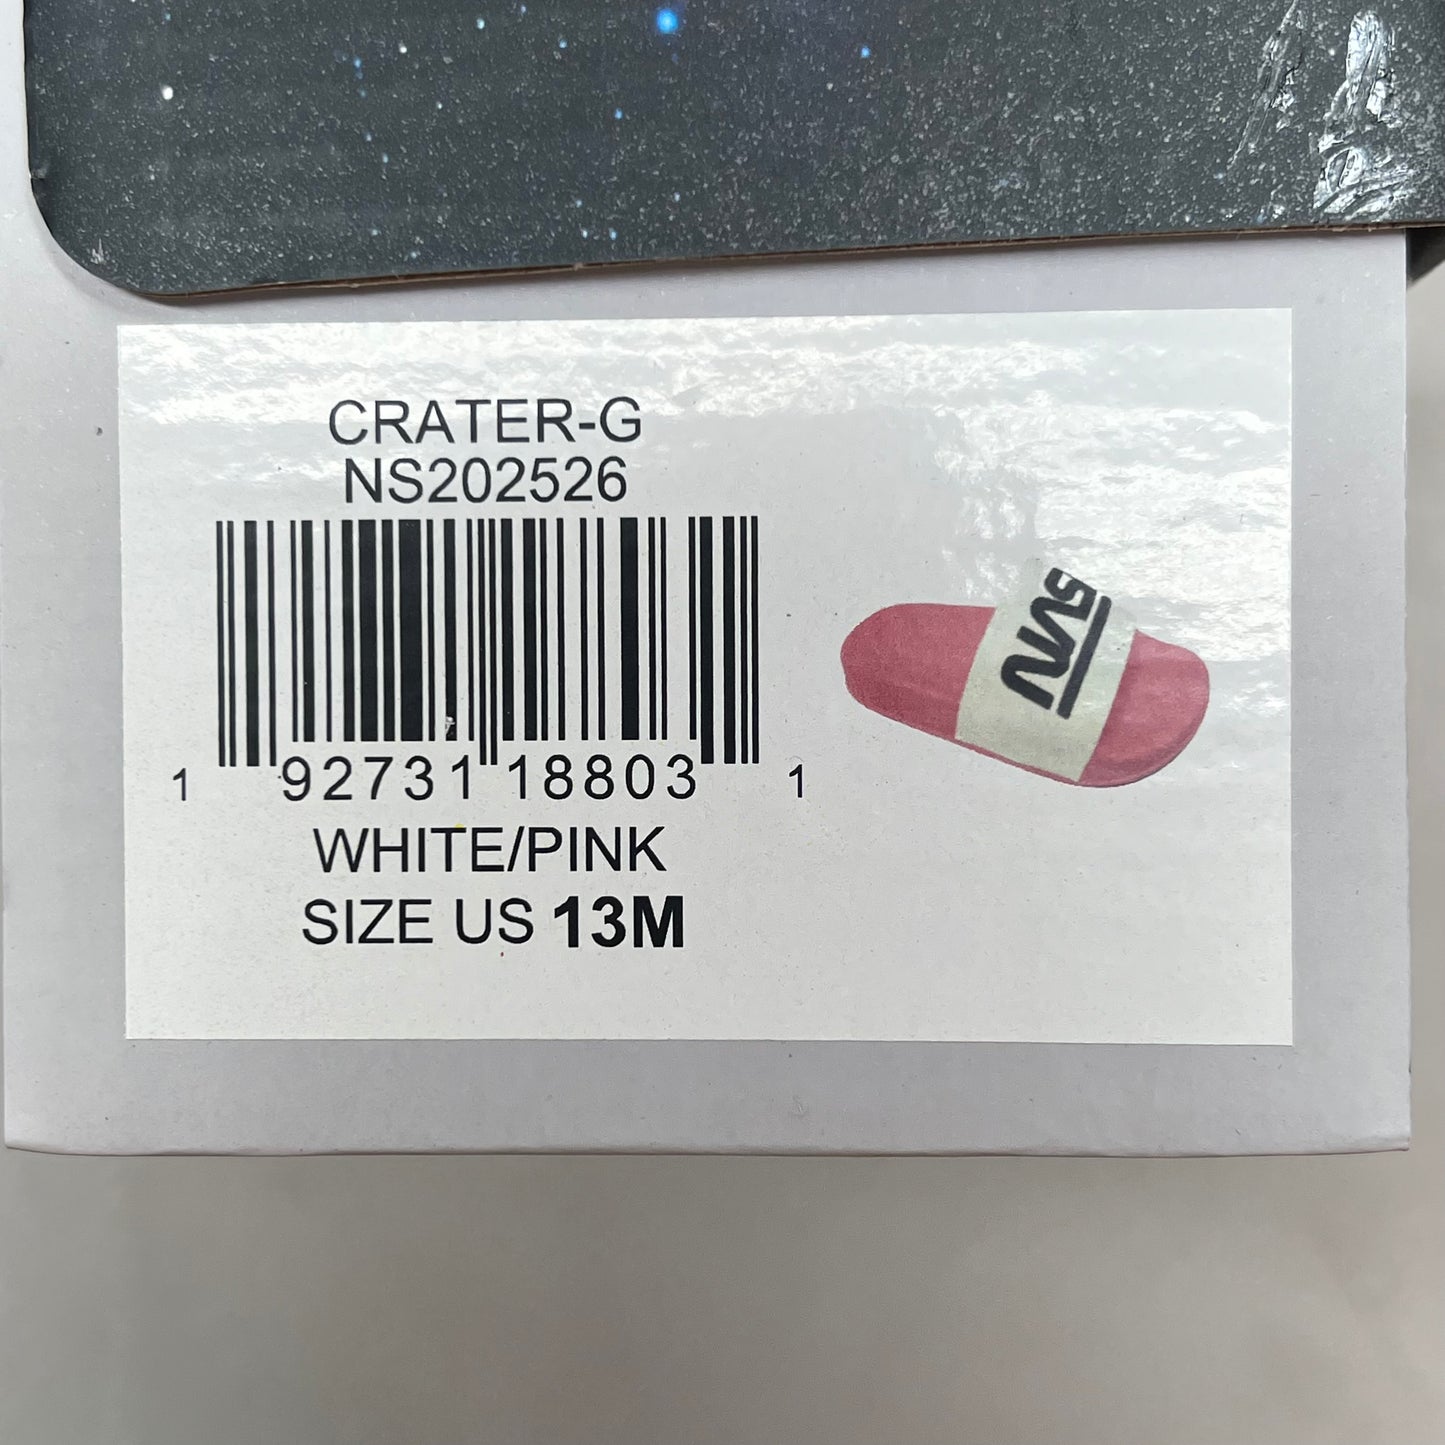 CRATER-G
NS202526
1 92731 18803 1
WHITE/PINK
SIZE US 13M